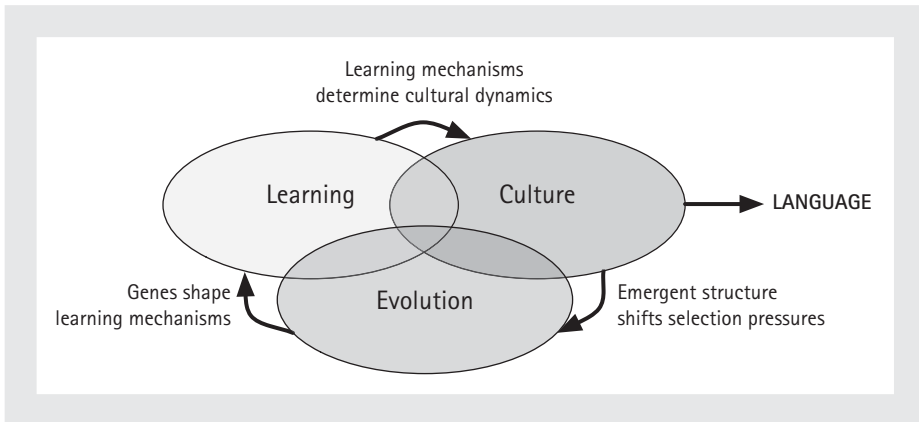 Learning mechanisms
determine cultural dynamics
Learning
Culture
LANGUAGE
Genes shape
learning mechanisms
Evolution
Emergent structure
shifts selection pressures